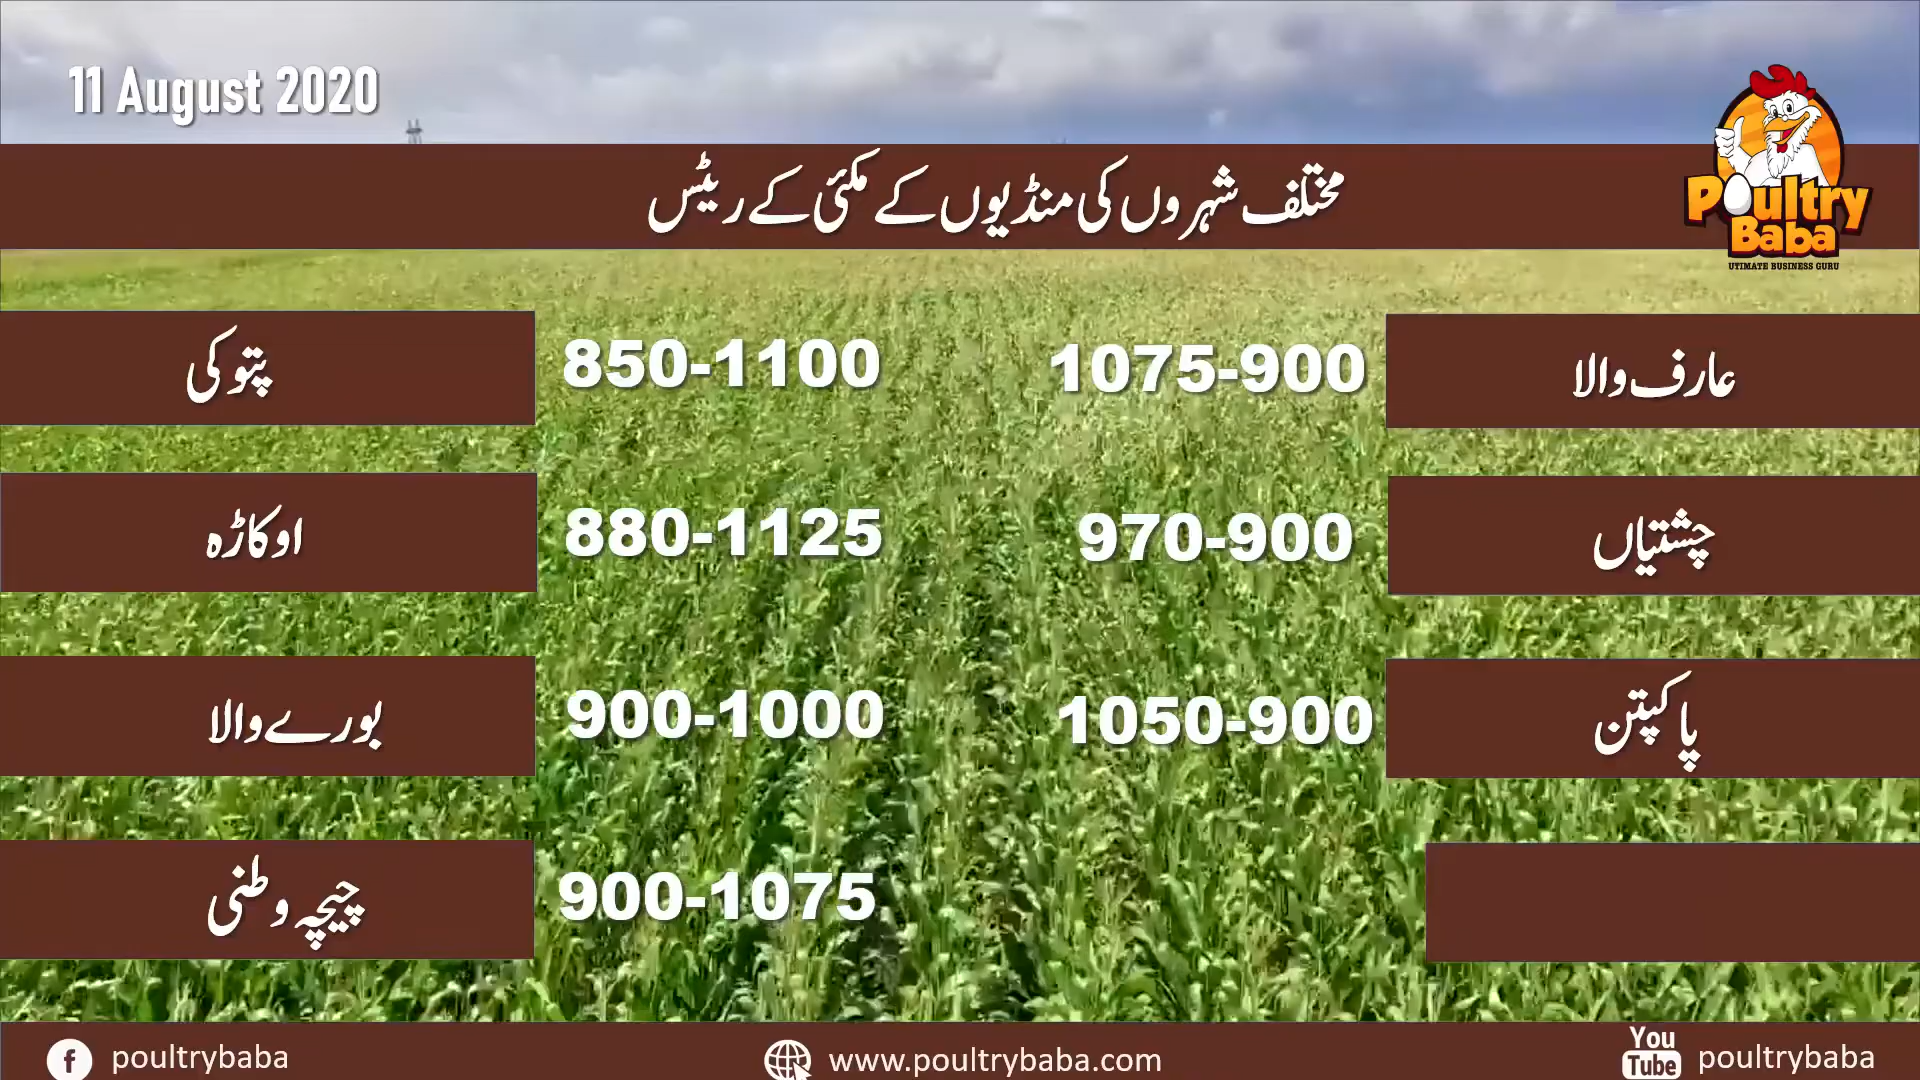 11 August 2020
Poultry
Baba
UTIMATE BUSINESS GURU
مختلف شہروں کی منڈیوں کے مکئی کے ریٹس
عارف والا
1075-900
850-1100
پتوکی
چشتیاں
970-900
880-1125
اوکاڑہ
پاکپتن
1050-900
900-1000
بورے والا
900-1075
چیچہ وطنی
f poultrybaba
www.poultrybaba.com
You Tube poultrybaba